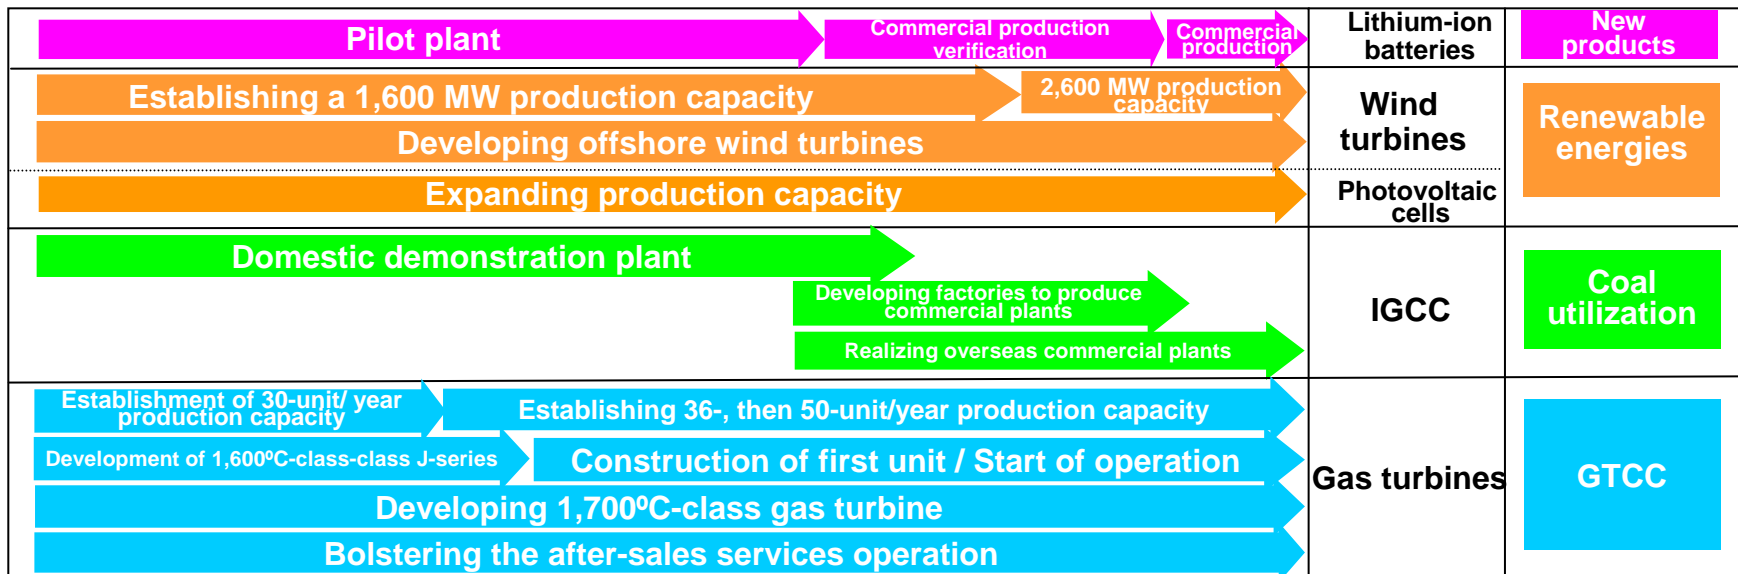 Pilot plant
Commercial production
verification
Commercial
production
Lithium-ion
batteries
New
products
Establishing a 1,600 MW production capacity
2,600 MW production
capacity
Developing offshore wind turbines
Wind
turbines
Renewable
energies
Expanding production capacity
Photovoltaic
cells
Domestic demonstration plant
Developing factories to produce
commercial plants
Realizing overseas commercial plants
IGCC
Coal
utilization
Establishment of 30-unit/ year
production capacity
Establishing 36-, then 50-unit/year production capacity
Development of 1,600ºC-class-class J-series
Construction of first unit / Start of operation
Developing 1,700ºC-class gas turbine
Bolstering the after-sales services operation
Gas turbines
GTCC